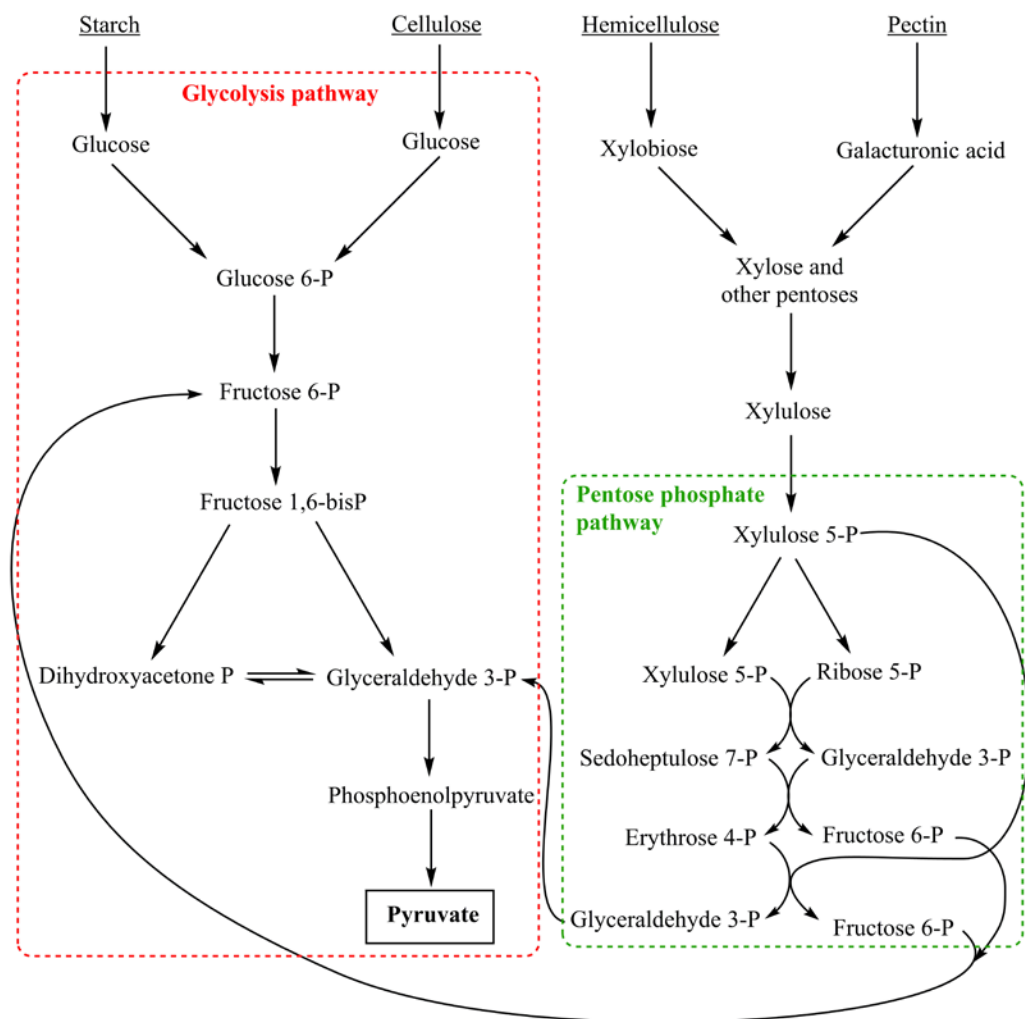 Starch
Cellulose
Hemicellulose
Pectin
Glycolysis pathway
Glucose
Glucose
Xylobiose
Galacturonic acid
Glucose 6-P
Xylose and
other pentoses
Fructose 6-P
Xylulose
Fructose 1,6-bisP
Pentose phosphate
pathway
Xylulose 5-P
Dihydroxyacetone P
Glyceraldehyde 3-P
Xylulose 5-P
Ribose 5-P
Sedoheptulose 7-P
Glyceraldehyde 3-P
Phosphoenolpyruvate
Erythrose 4-P
Fructose 6-P
Pyruvate
Glyceraldehyde 3-P
Fructose 6-P